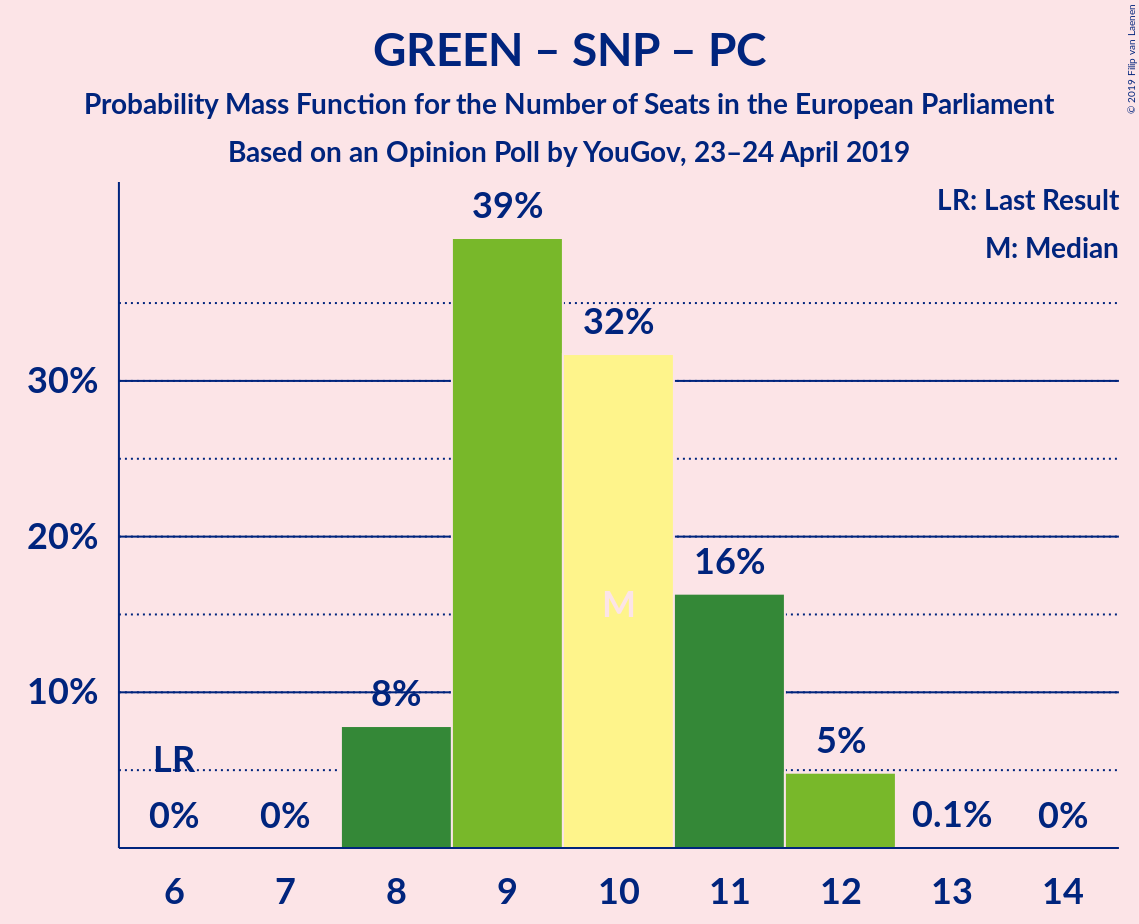 GREEN – SNP – PC
Probability Mass Function for the Number of Seats in the European Parliament
Based on an Opinion Poll by YouGov, 23–24 April 2019
© 2019 Filip van Laenen
LR: Last Result
M: Median
39%
32%
30%
20%
16%
M
10%
8%
5%
LR
0%
0%
0.1%
0%
6 7 8 9 10 11 12 13 14